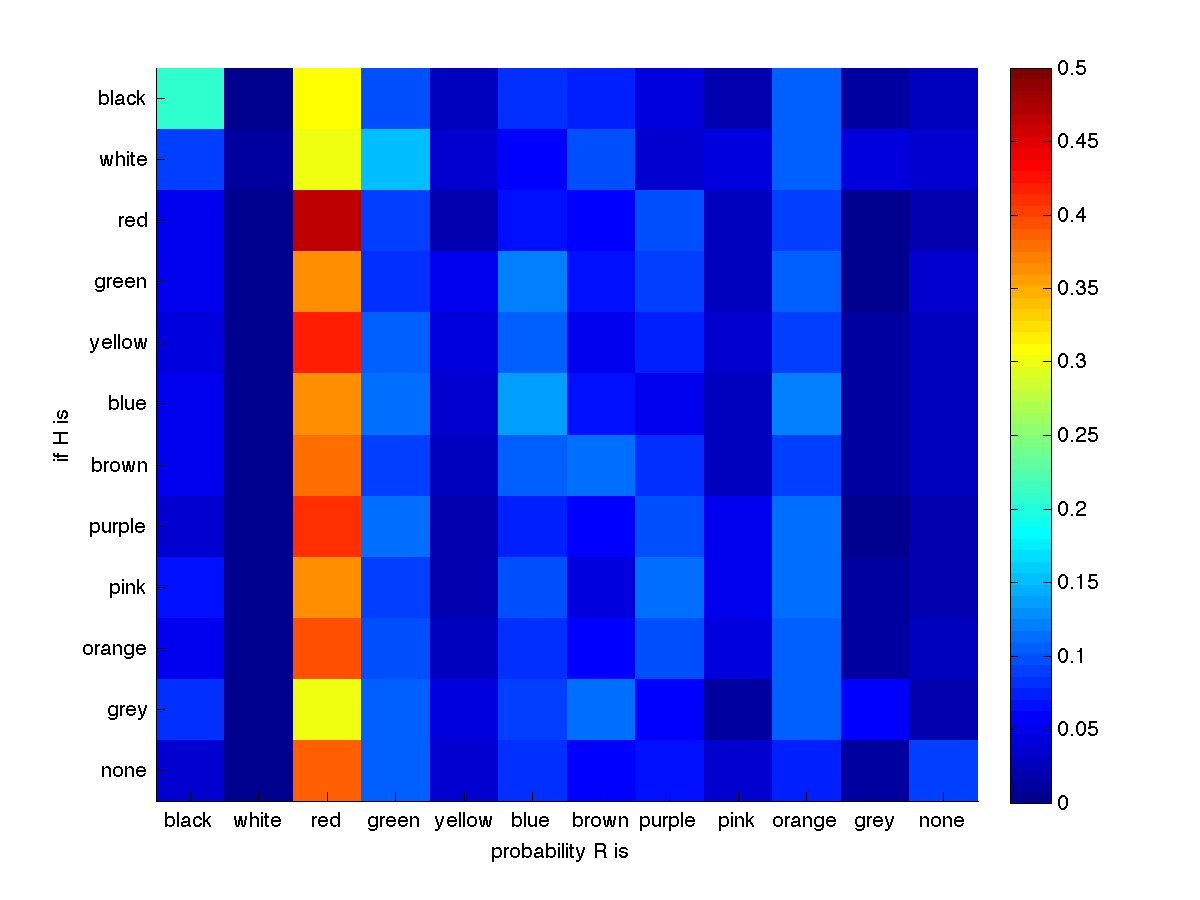 black
white
red
green
yellow
blue
brown
purple
pink
orange
grey
none
if H is
black white red green yellow blue brown purple pink orange grey none
probability R is
0.5
0.45
0.4
0.35
0.3
0.25
0.2
0.15
0.1
0.05
0